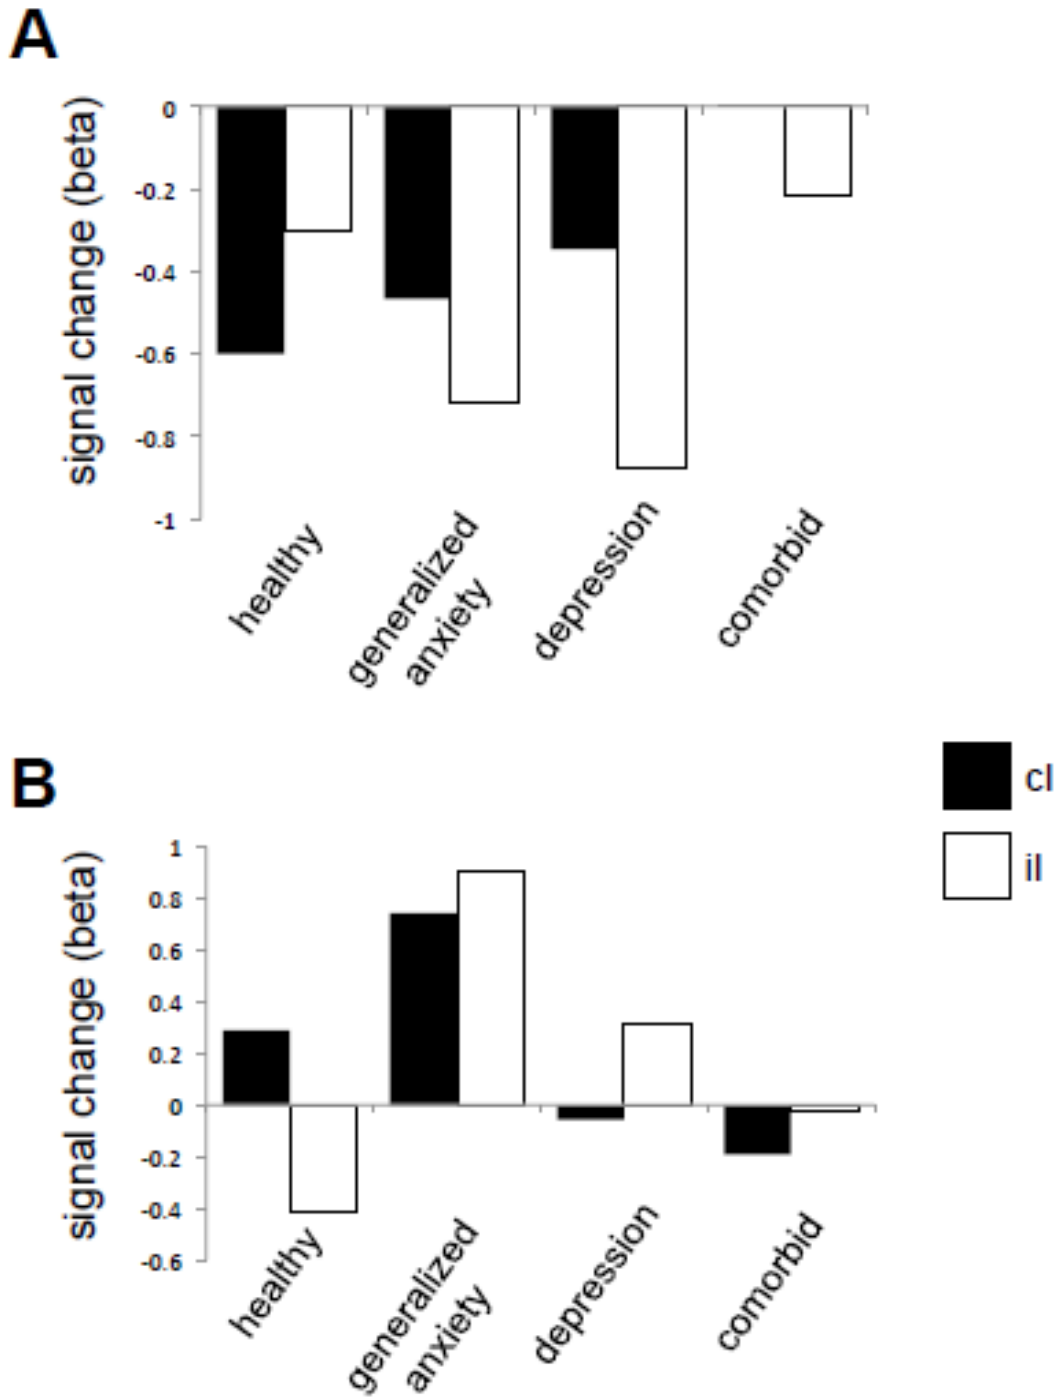 A
signal change (beta)
0
-0.2
-0.4
-0.6
-0.8
-1
healthy
generalized
anxiety
depression
comorbid
B
signal change (beta)
1
0.8
0.6
0.4
0.2
0
-0.2
-0.4
-0.6
healthy
generalized
anxiety
depression
comorbid
cI
iI